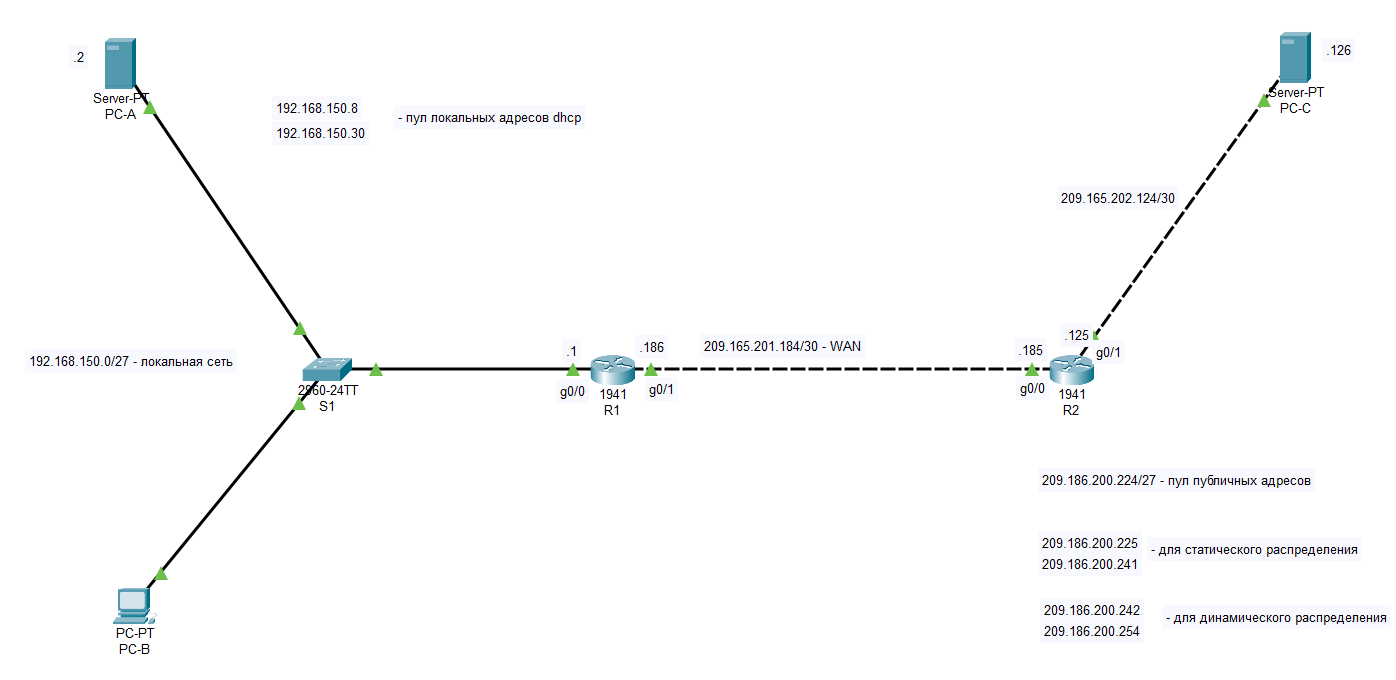 .2
Server-PT
PC-A
192.168.150.8
192.168.150.30
- пул локальных адресов dhcp
.126
Server-PT
PC-C
209.165.202.124/30
192.168.150.0/27 - локальная сеть
2960-24TT
S1
.1
g0/0
1941
R1
.186
g0/1
209.165.201.184/30 - WAN
.185
g0/0
.125
g0/1
1941
R2
209.186.200.224/27 - пул публичных адресов
209.186.200.225
209.186.200.241
- для статического распределения
209.186.200.242
209.186.200.254
- для динамического распределения
PC-PT
PC-B